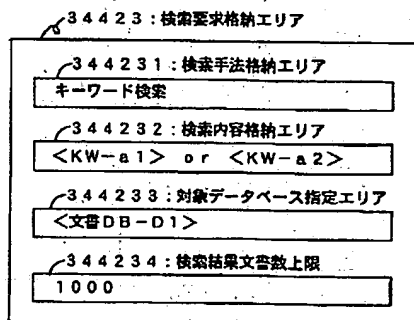 34423：検索要求格納エリア
344231：検索手法格納エリア
キーワード検索
344232：検索内容格納エリア
＜KW－a1＞ or ＜KW－a2＞
344233：対象データベース指定エリア
＜文書DB－D1＞
344234：検索結果文書数上限
1000